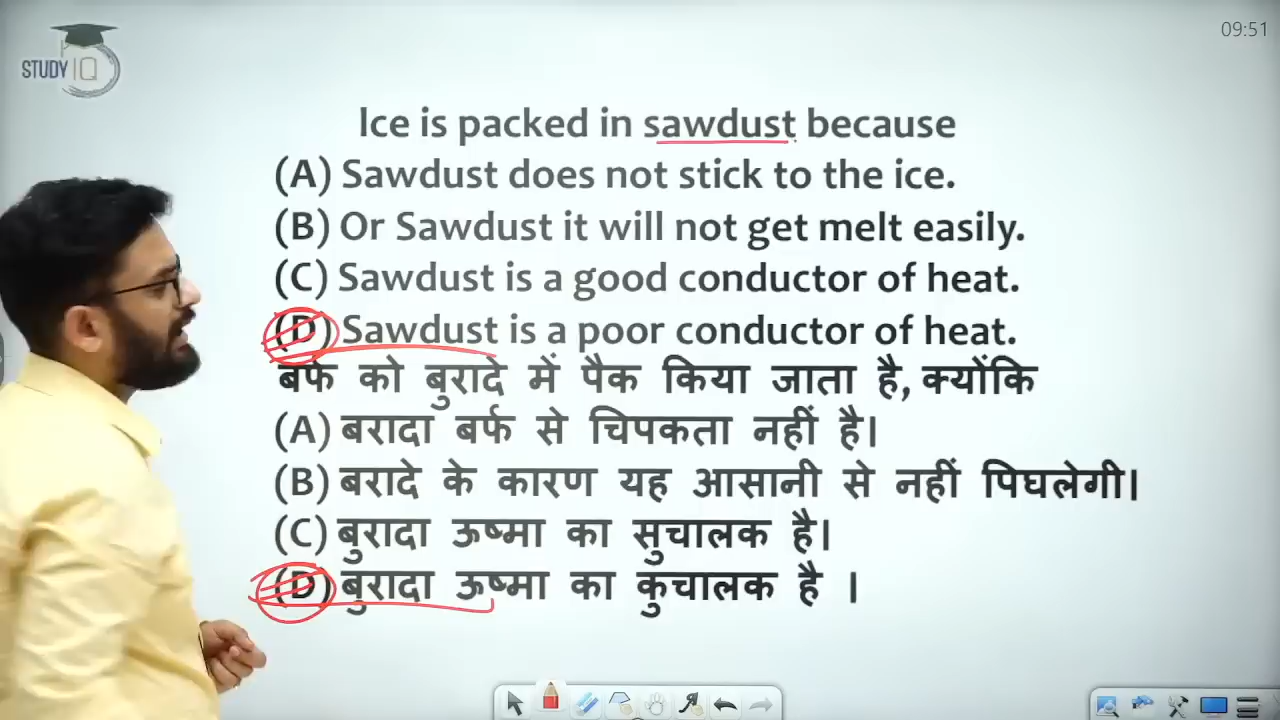 STUDY IQ
09:51
Ice is packed in sawdust because
(A) Sawdust does not stick to the ice.
(B) Or Sawdust it will not get melt easily.
(C) Sawdust is a good conductor of heat.
(D) Sawdust is a poor conductor of heat.
बर्फ को बुरादे में पैक किया जाता है, क्योंकि
(A) बरादा बर्फ से चिपकता नहीं है।
(B) बरादे के कारण यह आसानी से नहीं पिघलेगी।
(C) बुरादा ऊष्मा का सुचालक है।
(D) बुरादा ऊष्मा का कुचालक है ।